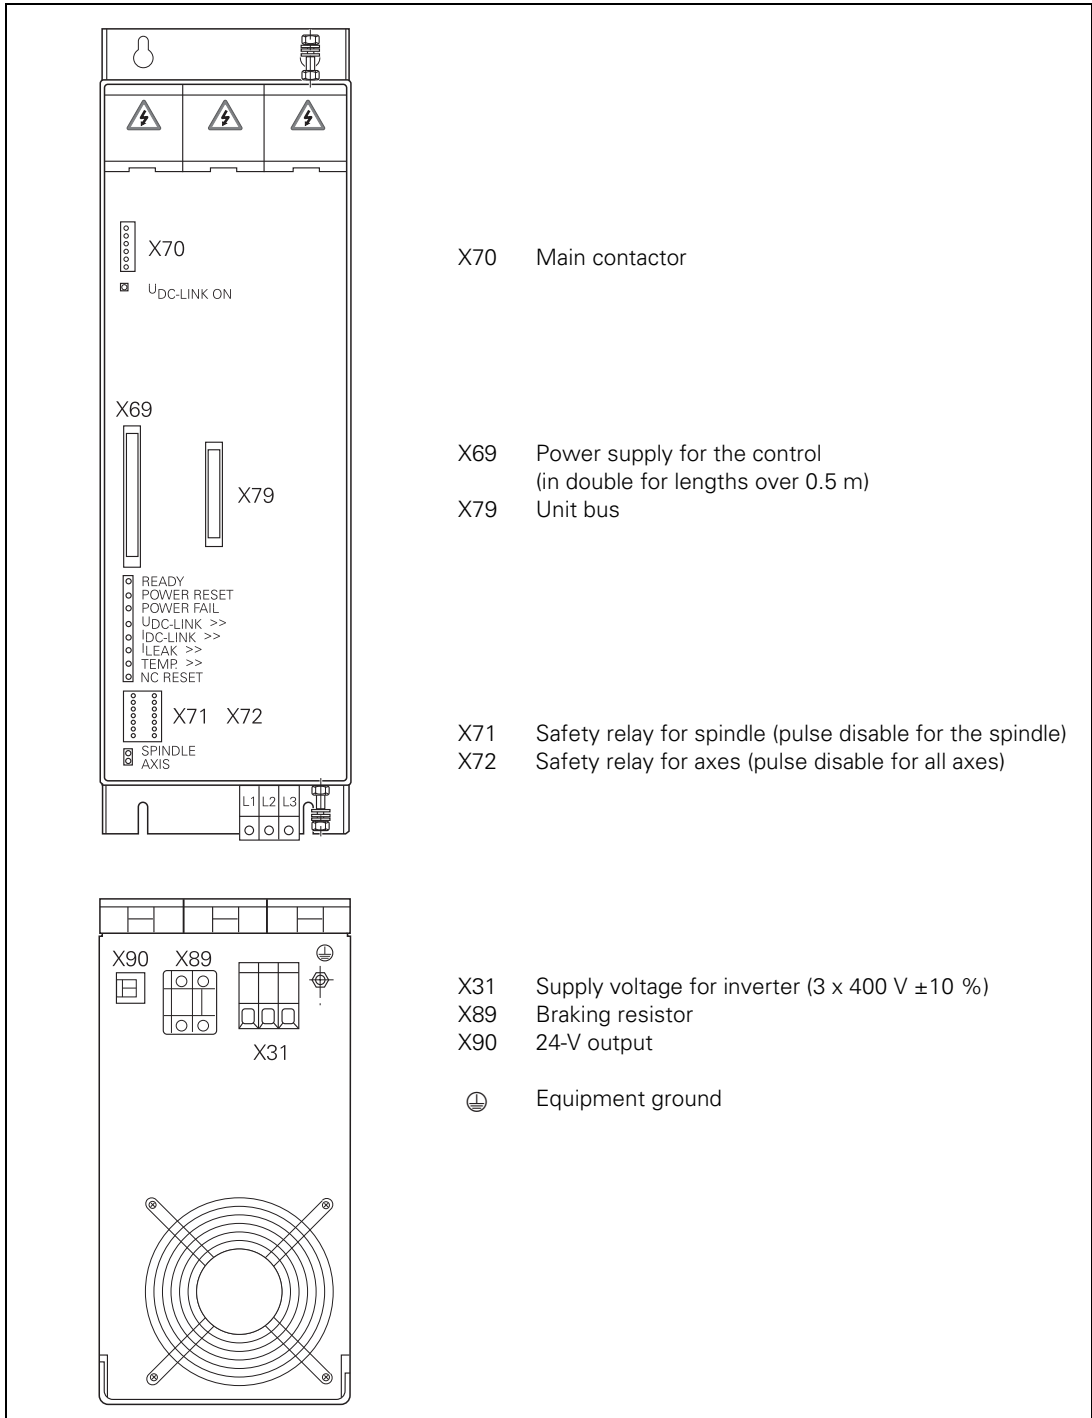 X70
X70 Main contactor
UDC-LINK ON
X69
X69 Power supply for the control
(in double for lengths over 0.5 m)
X79
X79 Unit bus
READY
POWER RESET
POWER FAIL
UDC-LINK >>
IDC-LINK >>
ILEAK >>
TEMP. >>
NC RESET
X71 X72
X71 Safety relay for spindle (pulse disable for the spindle)
X72 Safety relay for axes (pulse disable for all axes)
SPINDLE
AXIS
L1 L2 L3
X90 X89
X31 Supply voltage for inverter (3 x 400 V ±10 %)
X89 Braking resistor
X90 24-V output
X31
Equipment ground